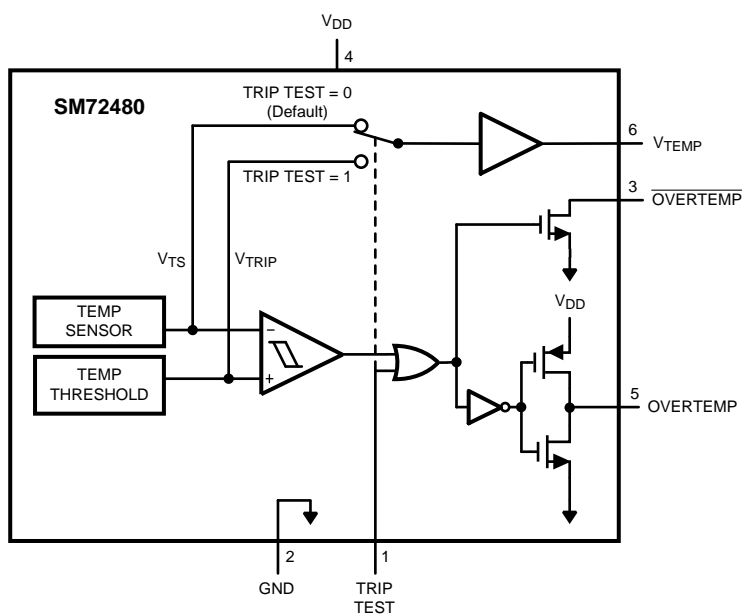 VDD
4
SM72480
TRIP TEST = 0
(Default)
6
VTEMP
TRIP TEST = 1
3
OVERTEMP
VTS
VTRIP
VDD
TEMP
SENSOR
−
TEMP
THRESHOLD
+
5
OVERTEMP
2
1
GND
TRIP
TEST